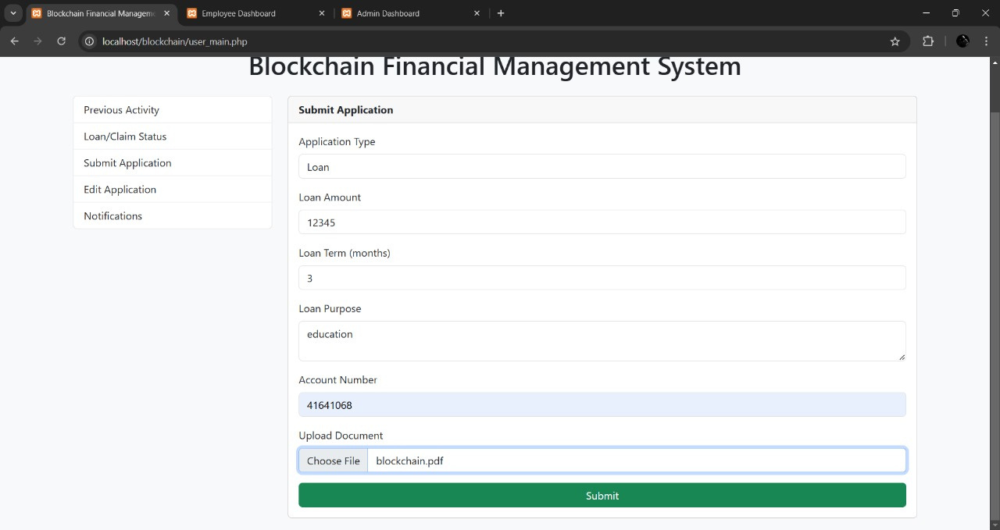 Blockchain Financial Managem
Employee Dashboard
Admin Dashboard
localhost/blockchain/user_main.php
Blockchain Financial Management System
Previous Activity
Loan/Claim Status
Submit Application
Edit Application
Notifications
Submit Application
Application Type
Loan
Loan Amount
12345
Loan Term (months)
3
Loan Purpose
education
Account Number
41641068
Upload Document
Choose File blockchain.pdf
Submit